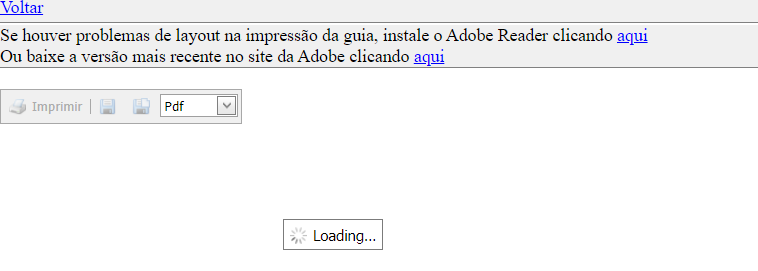 Voltar
Se houver problemas de layout na impressão da guia, instale o Adobe Reader clicando aqui
Ou baixe a versão mais recente no site da Adobe clicando aqui
Imprimir Pdf
Loading...